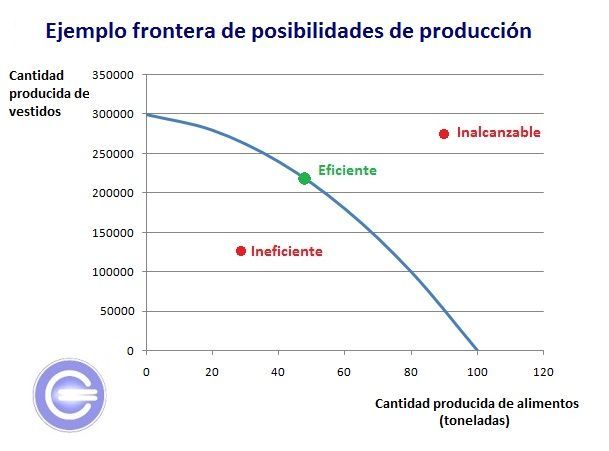 Ejemplo frontera de posibilidades de producción
Cantidad
producida de
vestidos
350000
300000
250000
200000
150000
100000
50000
0
Inalcanzable
Eficiente
Ineficiente
0 20 40 60 80 100 120
Cantidad producida de alimentos
(toneladas)